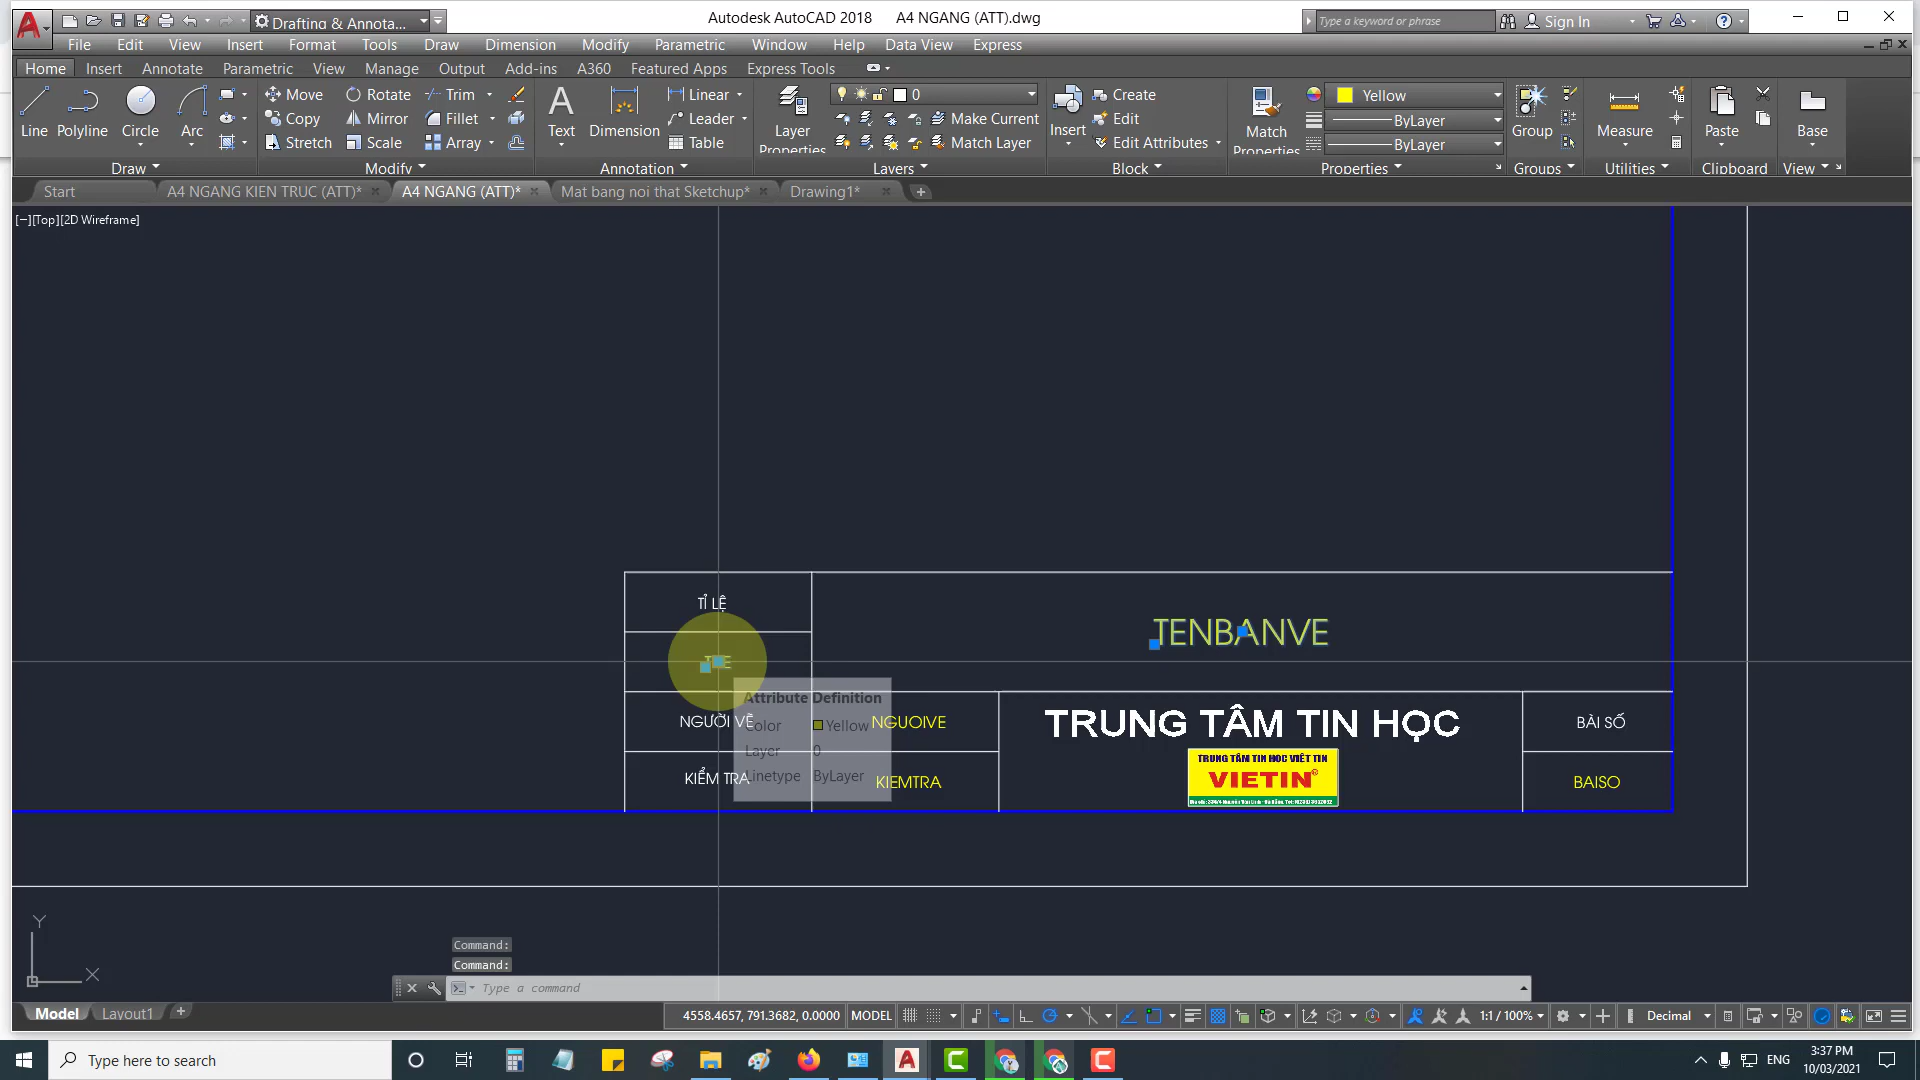 Drafting & Annota...
Autodesk AutoCAD 2018 A4 NGANG (ATT).dwg
Type a keyword or phrase
Sign In
File Edit View Insert Format Tools Draw Dimension Modify Parametric Window Help Data View Express
Home Insert Annotate Parametric View Manage Output Add-ins A360 Featured Apps Express Tools
Move Rotate Trim Linear 0 Create Yellow
Copy Mirror Fillet Leader Make Current Edit ByLayer
Line Polyline Circle Arc Text Dimension Layer Properties Insert Match Properties Group Measure Paste Base
Stretch Scale Array Table Match Layer Edit Attributes ByLayer
Draw Modify Annotation Layers Block Properties Groups Utilities Clipboard View
Start A4 NGANG KIEN TRUC (ATT)* A4 NGANG (ATT)* Mat bang noi that Sketchup* Drawing1*
[−][Top][2D Wireframe]
TỈ LỆ
TENBANVE
Attribute Definition
Color Yellow
Layer 0
Linetype ByLayer
NGƯỜI VẼ NGUOIVE TRUNG TÂM TIN HỌC BÀI SỐ
TRUNG TÂM TIN HỌC VIỆT TIN
VIETIN®
KIỂM TRA KIEMTRA BAISO
Y
X
Command:
Command:
Type a command
Model Layout1
4558.4657, 791.3682, 0.0000 MODEL 1:1 / 100% Decimal
Type here to search
ENG
3:37 PM
10/03/2021